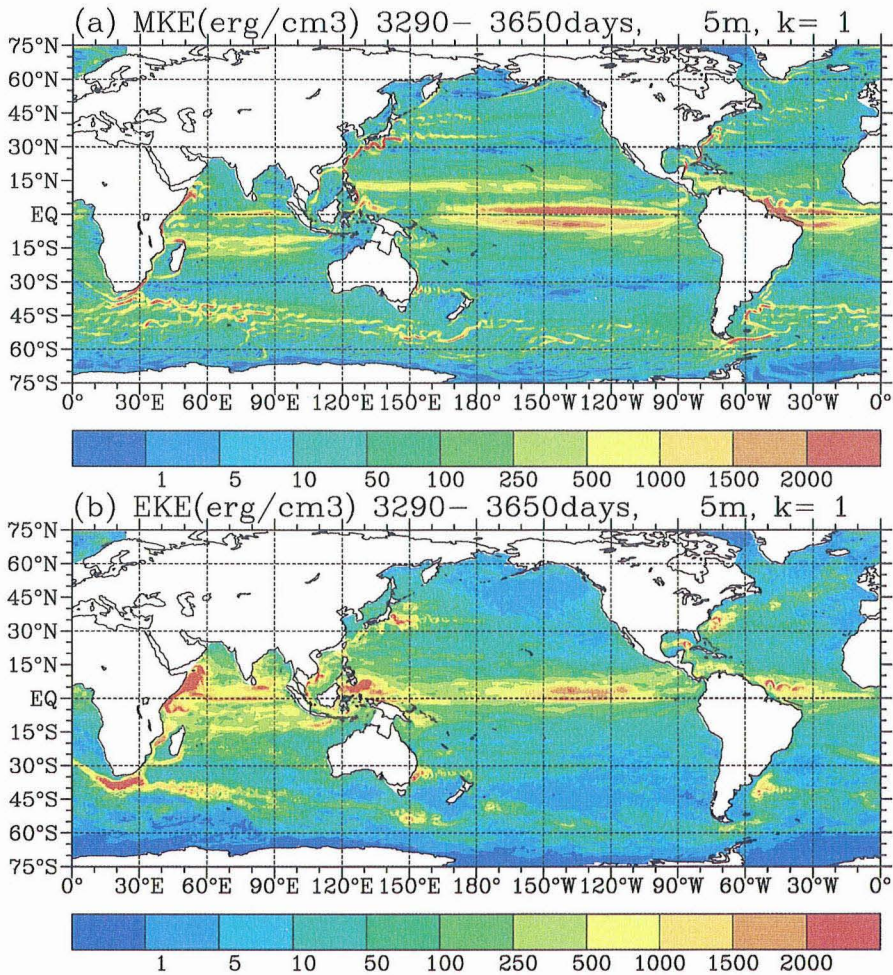 (a) MKE(erg/cm3) 3290− 3650days, 5m, k= 1
75°N
60°N
45°N
30°N
15°N
EQ
15°S
30°S
45°S
60°S
75°S
0° 30°E 60°E 90°E 120°E 150°E 180° 150°W 120°W 90°W 60°W 30°W 0°
1 5 10 50 100 250 500 1000 1500 2000
(b) EKE(erg/cm3) 3290− 3650days, 5m, k= 1
75°N
60°N
45°N
30°N
15°N
EQ
15°S
30°S
45°S
60°S
75°S
0° 30°E 60°E 90°E 120°E 150°E 180° 150°W 120°W 90°W 60°W 30°W 0°
1 5 10 50 100 250 500 1000 1500 2000